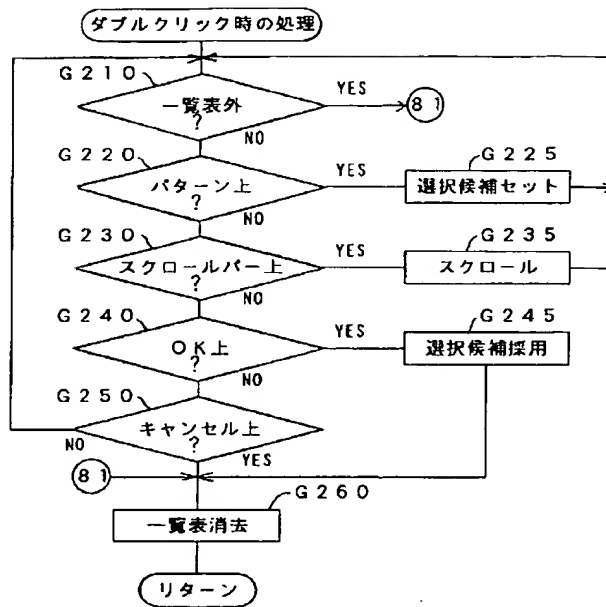 ダブルクリック時の処理
G210
一覧表外
?
YES
81
NO
G220
パターン上
?
YES
G225
選択候補セット
NO
G230
スクロールバー上
?
YES
G235
スクロール
NO
G240
OK上
?
YES
G245
選択候補採用
NO
G250
キャンセル上
?
NO
YES
81
G260
一覧表消去
リターン